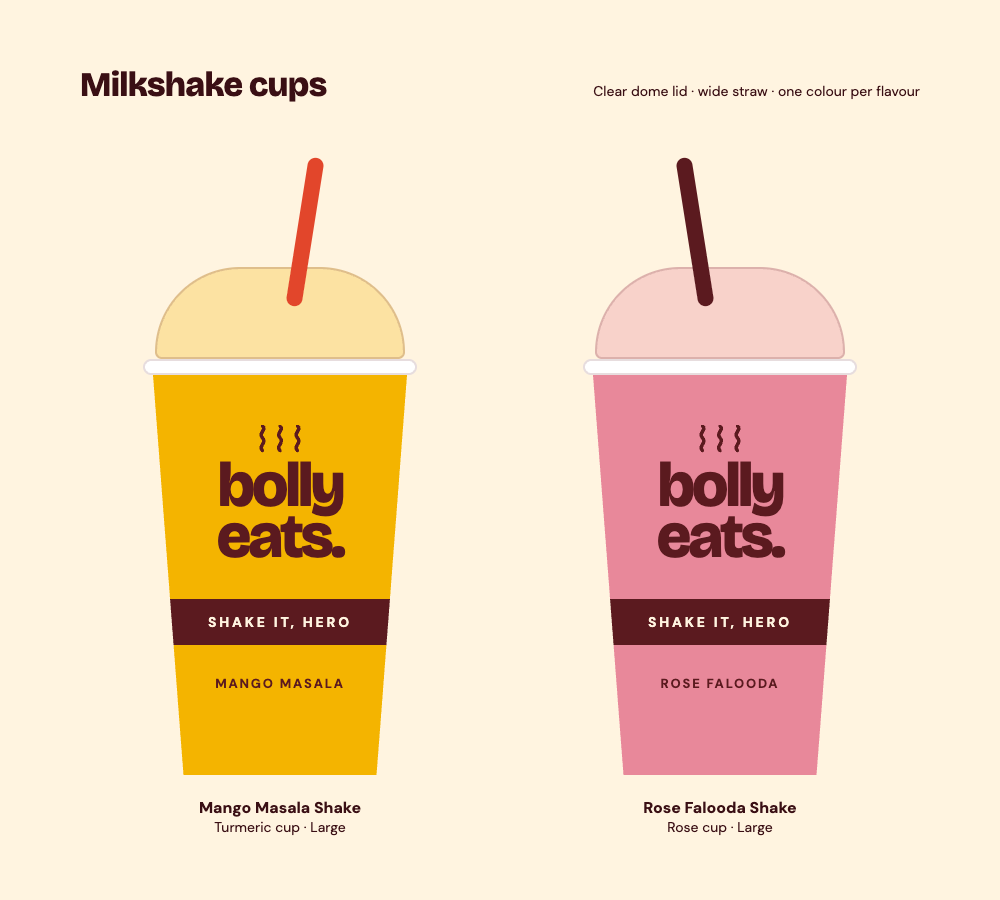 Milkshake cups
Clear dome lid · wide straw · one colour per flavour
bolly
eats.
SHAKE IT, HERO
MANGO MASALA
Mango Masala Shake
Turmeric cup · Large
bolly
eats.
SHAKE IT, HERO
ROSE FALOODA
Rose Falooda Shake
Rose cup · Large